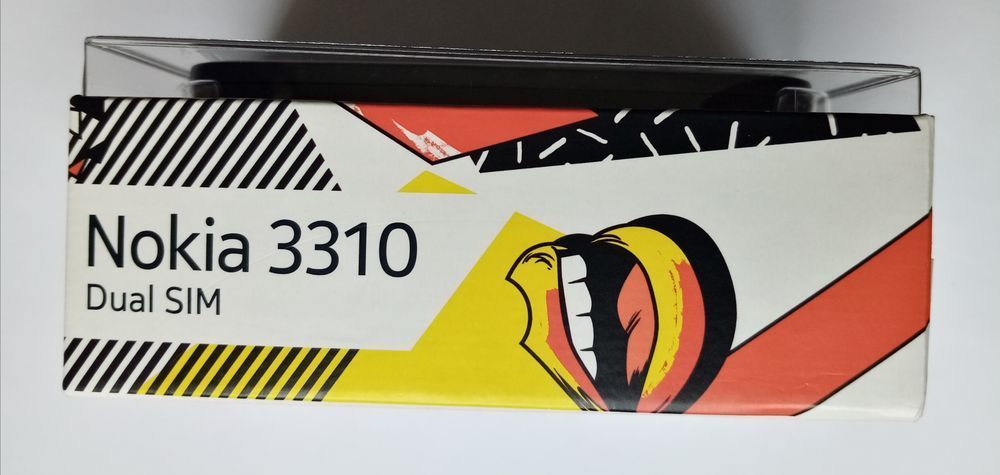 Nokia 3310
Dual SIM